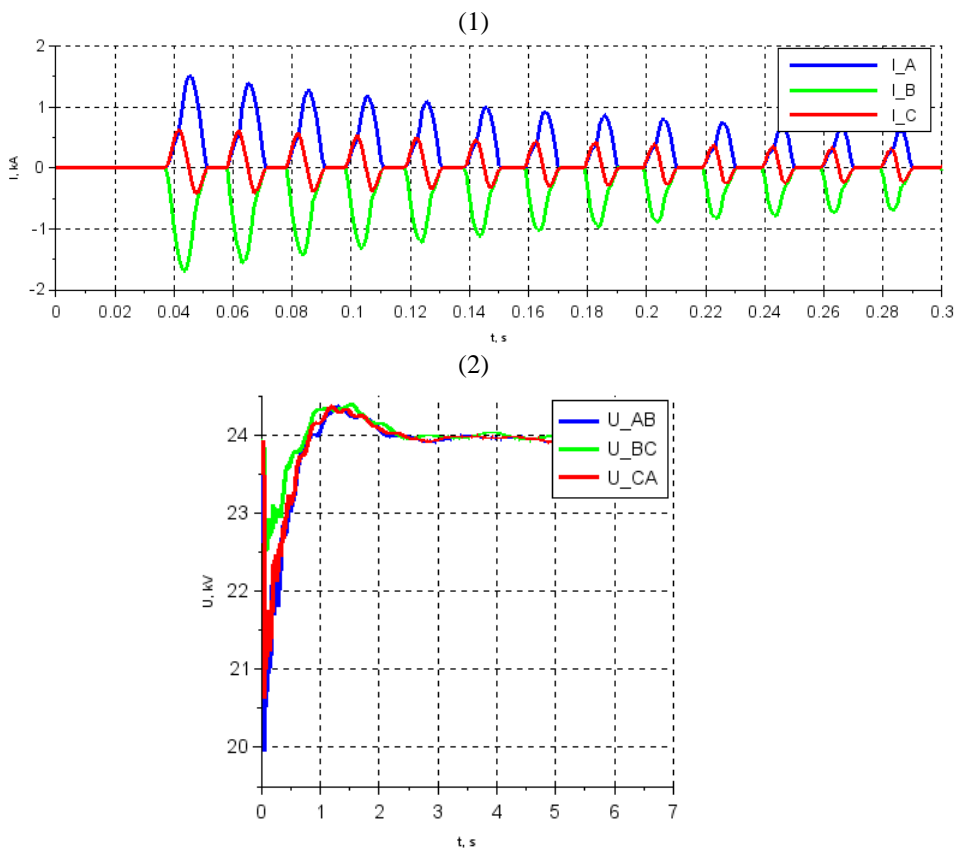 (1)
2
1
0
-1
-2
I, kA
I_A
I_B
I_C
0 0.02 0.04 0.06 0.08 0.1 0.12 0.14 0.16 0.18 0.2 0.22 0.24 0.26 0.28 0.3
t, s
(2)
24
23
22
21
20
U, kV
U_AB
U_BC
U_CA
0 1 2 3 4 5 6 7
t, s